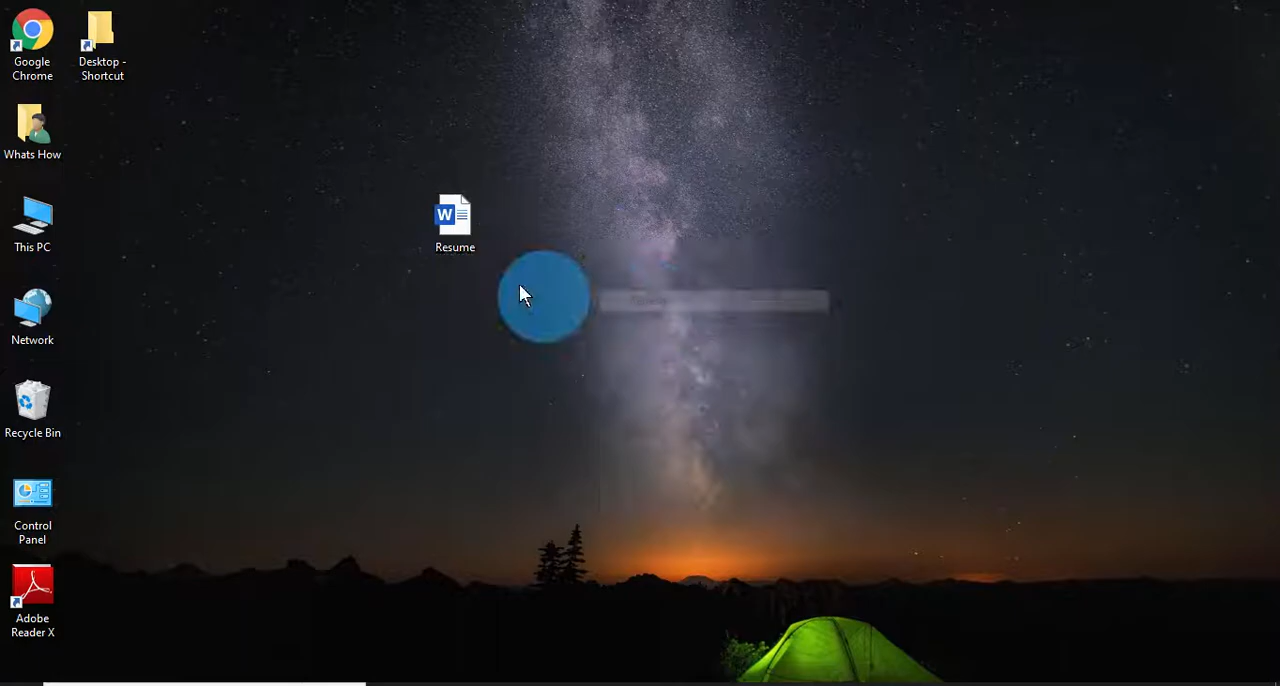 Google
Chrome
Desktop -
Shortcut
Whats How
This PC
Resume
Network
Recycle Bin
Control
Panel
Adobe
Reader X